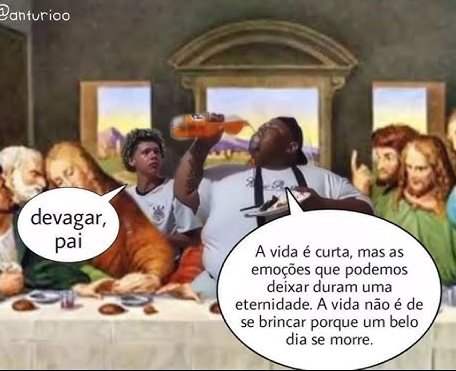 @anturioo
devagar,
pai
A vida é curta, mas as
emoções que podemos
deixar duram uma
eternidade. A vida não é de
se brincar porque um belo
dia se morre.